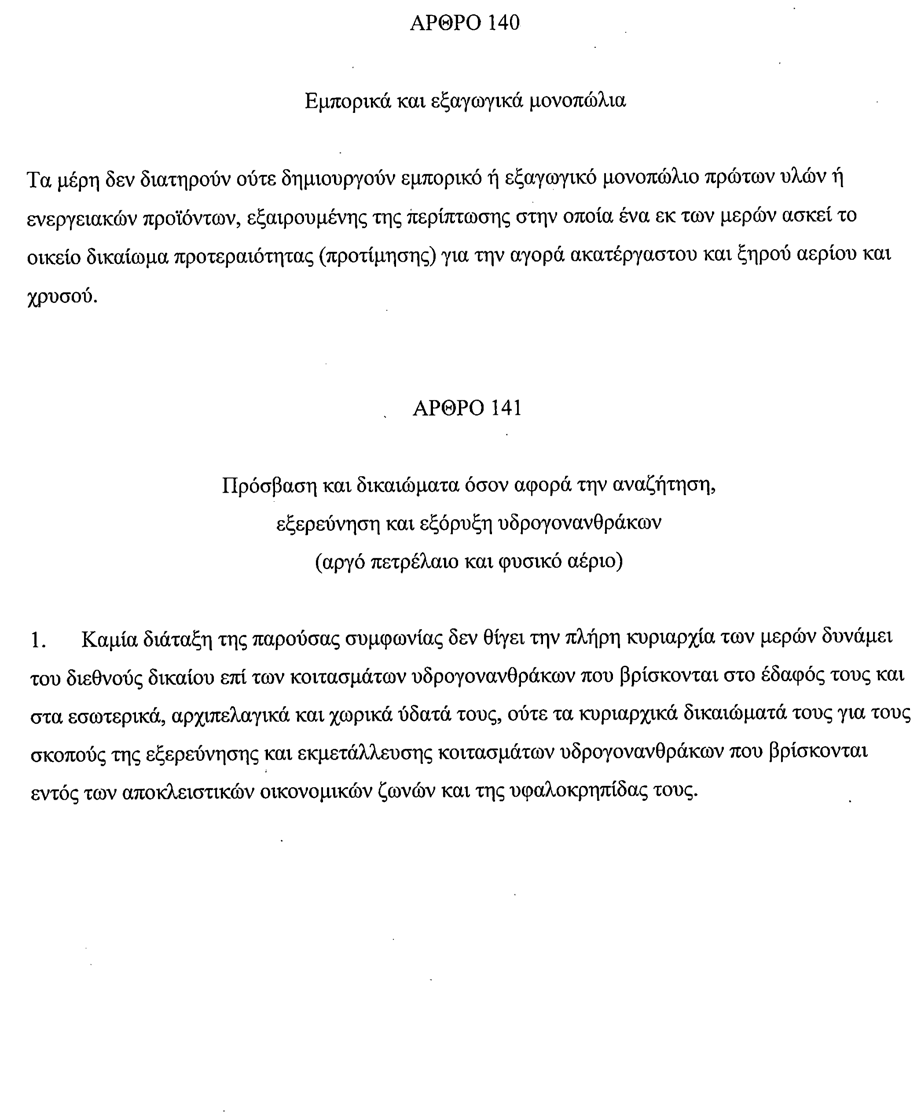 ΑΡΘΡΟ 140
Εμπορικά και εξαγωγικά μονοπώλια
Τα μέρη δεν διατηρούν ούτε δημιουργούν εμπορικό ή εξαγωγικό μονοπώλιο πρώτων υλών ή
ενεργειακών προϊόντων, εξαιρουμένης της περίπτωσης στην οποία ένα εκ των μερών ασκεί το
οικείο δικαίωμα προτεραιότητας (προτίμησης) για την αγορά ακατέργαστου και ξηρού αερίου και
χρυσού.
ΑΡΘΡΟ 141
Πρόσβαση και δικαιώματα όσον αφορά την αναζήτηση,
εξερεύνηση και εξόρυξη υδρογονανθράκων
(αργό πετρέλαιο και φυσικό αέριο)
1. Καμία διάταξη της παρούσας συμφωνίας δεν θίγει την πλήρη κυριαρχία των μερών δυνάμει
του διεθνούς δικαίου επί των κοιτασμάτων υδρογονανθράκων που βρίσκονται στο έδαφός τους και
στα εσωτερικά, αρχιπελαγικά και χωρικά ύδατά τους, ούτε τα κυριαρχικά δικαιώματά τους για τους
σκοπούς της εξερεύνησης και εκμετάλλευσης κοιτασμάτων υδρογονανθράκων που βρίσκονται
εντός των αποκλειστικών οικονομικών ζωνών και της υφαλοκρηπίδας τους.